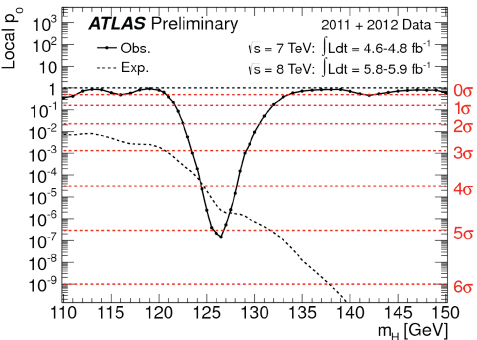 ATLAS Preliminary
2011 + 2012 Data
Obs.
√s = 7 TeV: ∫Ldt = 4.6-4.8 fb⁻¹
Exp.
√s = 8 TeV: ∫Ldt = 5.8-5.9 fb⁻¹
Local p₀
10³
10²
10
1
10⁻¹
10⁻²
10⁻³
10⁻⁴
10⁻⁵
10⁻⁶
10⁻⁷
10⁻⁸
10⁻⁹
0σ
1σ
2σ
3σ
4σ
5σ
6σ
110 115 120 125 130 135 140 145 150
m_H [GeV]